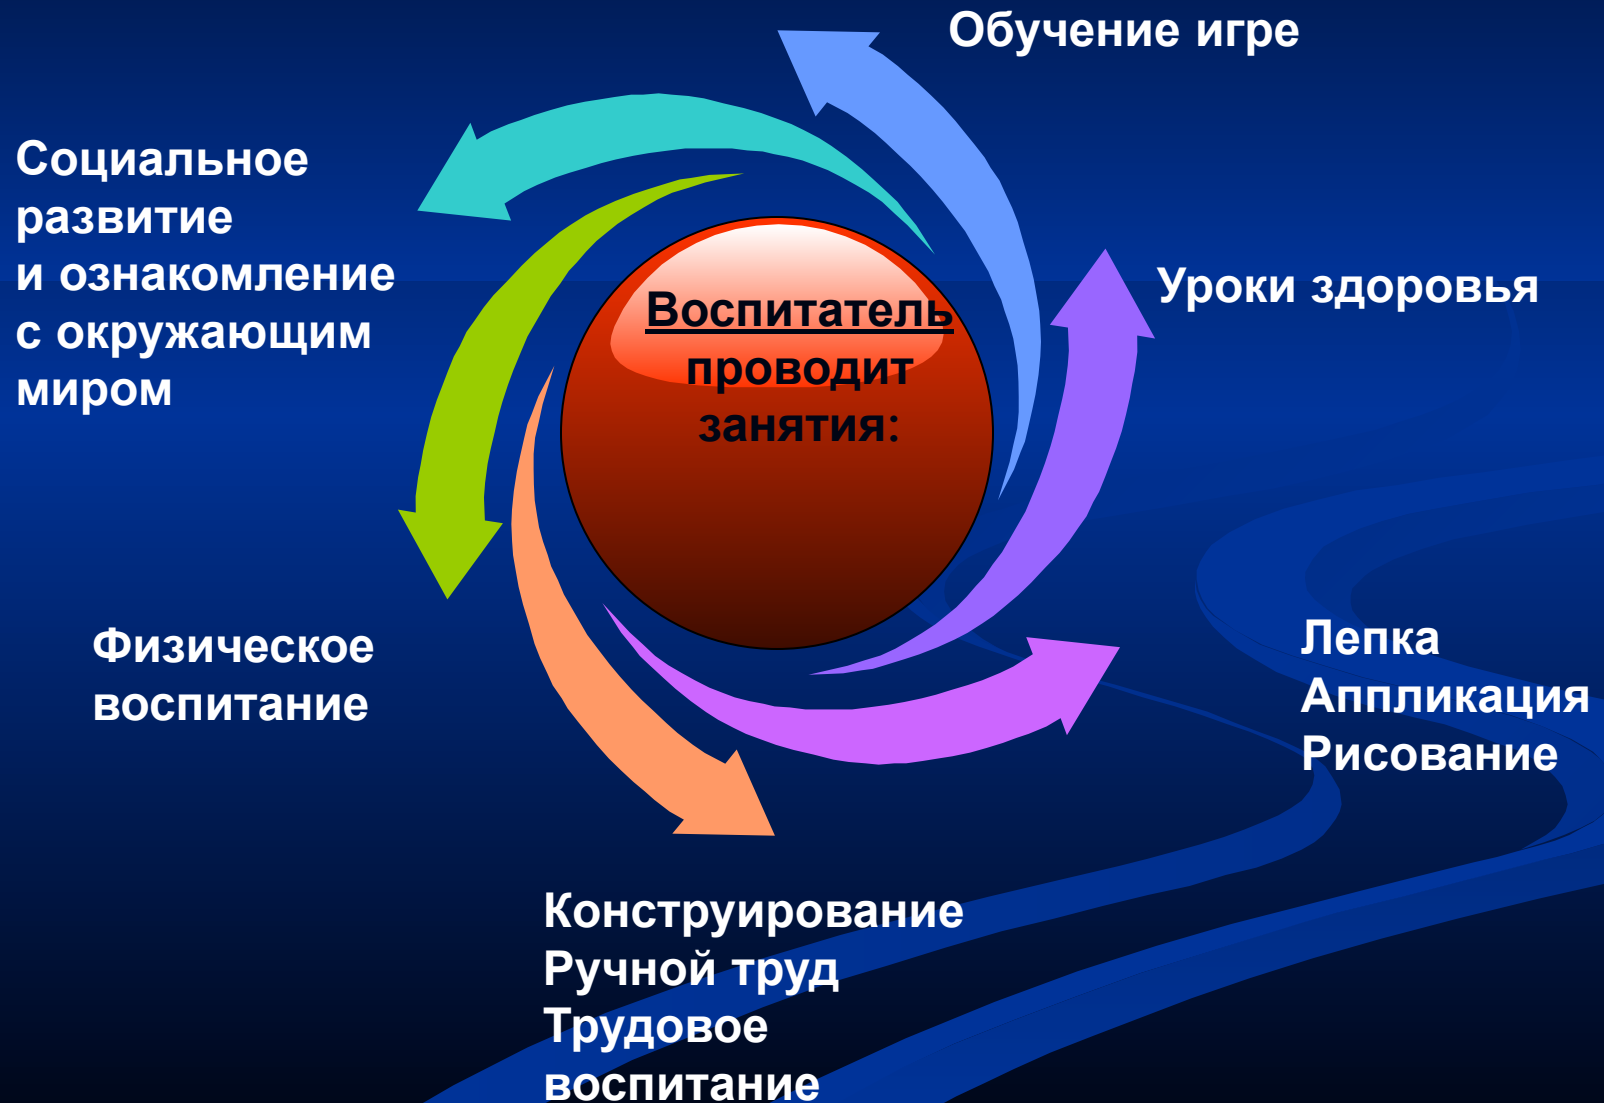 Обучение игре
Социальное
развитие
и ознакомление
с окружающим
миром
Уроки здоровья
Воспитатель
проводит
занятия:
Физическое
воспитание
Лепка
Аппликация
Рисование
Конструирование
Ручной труд
Трудовое
воспитание